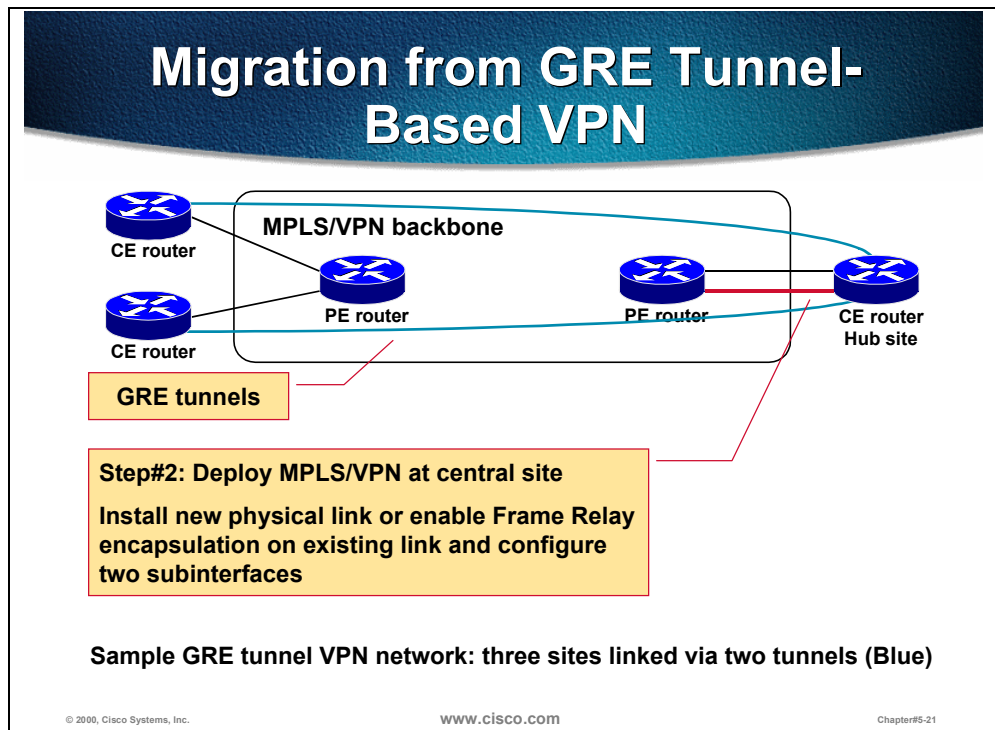 Migration from GRE Tunnel-
Based VPN
MPLS/VPN backbone
CE router
PE router
PE router
CE router
Hub site
CE router
GRE tunnels
Step#2: Deploy MPLS/VPN at central site
Install new physical link or enable Frame Relay
encapsulation on existing link and configure
two subinterfaces
Sample GRE tunnel VPN network: three sites linked via two tunnels (Blue)
© 2000, Cisco Systems, Inc.
www.cisco.com
Chapter#5-21